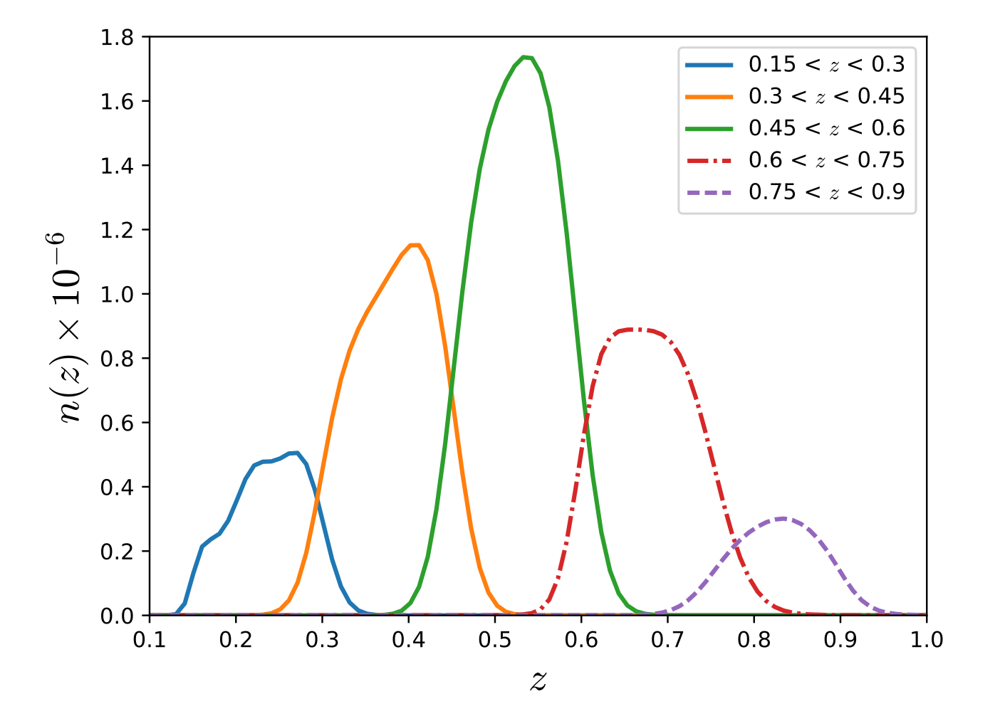 1.8
1.6
1.4
1.2
1.0
0.8
0.6
0.4
0.2
0.0
n(z) × 10⁻⁶
0.15 < z < 0.3
0.3 < z < 0.45
0.45 < z < 0.6
0.6 < z < 0.75
0.75 < z < 0.9
0.1 0.2 0.3 0.4 0.5 0.6 0.7 0.8 0.9 1.0
z